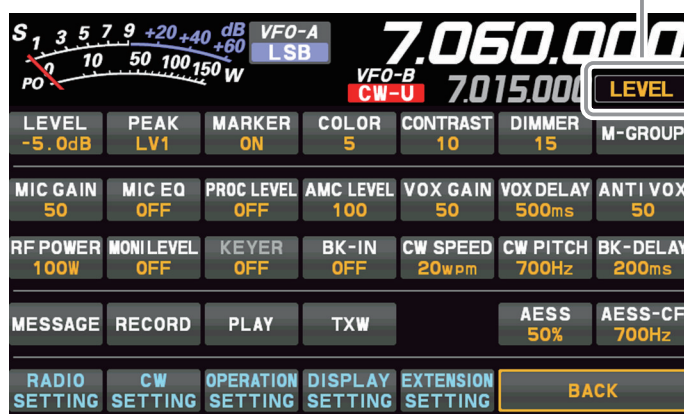 S 1 3 5 7 9 +20 +40 +60 dB VFO-A
LSB 7.060.000
PO 0 10 50 100 150 W VFO-B
CW-U 7.015.000 LEVEL
LEVEL PEAK MARKER COLOR CONTRAST DIMMER M-GROUP
-5.0dB LV1 ON 5 10 15
MIC GAIN MIC EQ PROC LEVEL AMC LEVEL VOX GAIN VOX DELAY ANTI VOX
50 OFF OFF 100 50 500ms 50
RF POWER MONI LEVEL KEYER BK-IN CW SPEED CW PITCH BK-DELAY
100W OFF OFF OFF 20wpm 700Hz 200ms
MESSAGE RECORD PLAY TXW AESS AESS-CF
50% 700Hz
RADIO CW OPERATION DISPLAY EXTENSION BACK
SETTING SETTING SETTING SETTING SETTING